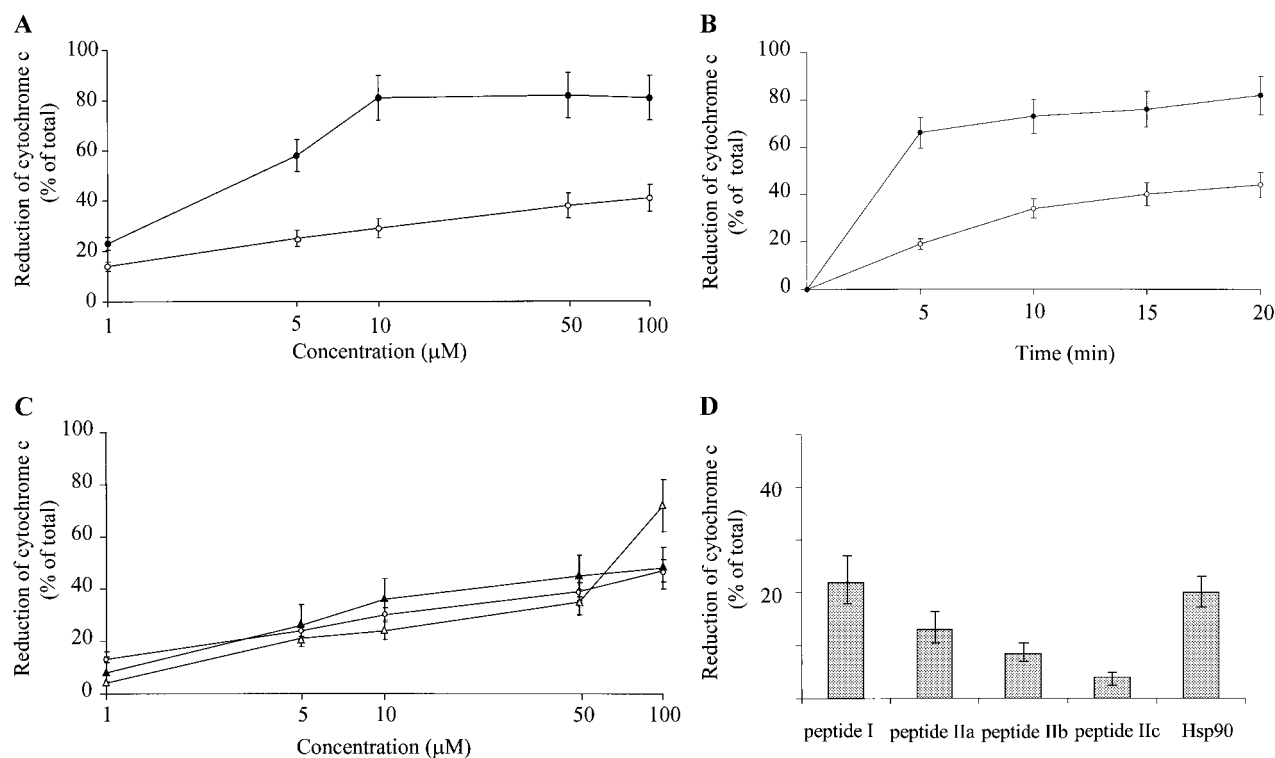 A
Reduction of cytochrome c
(% of total)
100
80
60
40
20
0
1
5
10
50
100
Concentration (μM)
B
Reduction of cytochrome c
(% of total)
100
80
60
40
20
0
5
10
15
20
Time (min)
C
Reduction of cytochrome c
(% of total)
100
80
60
40
20
0
1
5
10
50
100
Concentration (μM)
D
Reduction of cytochrome c
(% of total)
40
20
peptide I
peptide IIa
peptide IIb
peptide IIc
Hsp90